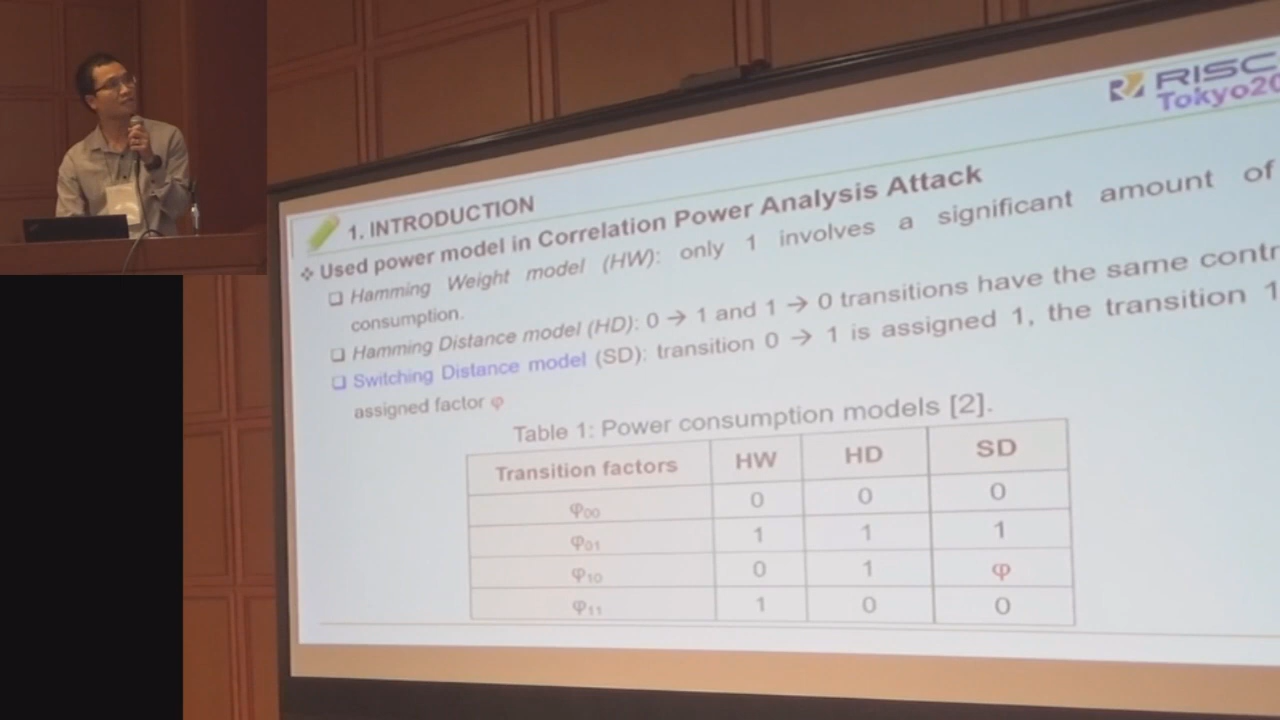 RISC
Tokyo20
1. INTRODUCTION
❖ Used power model in Correlation Power Analysis Attack
❑ Hamming Weight model (HW): only 1 involves a significant amount of
consumption.
❑ Hamming Distance model (HD): 0 → 1 and 1 → 0 transitions have the same contr
❑ Switching Distance model (SD): transition 0 → 1 is assigned 1, the transition 1
assigned factor φ
Table 1: Power consumption models [2].
Transition factors HW HD SD
φ00 0 0 0
φ01 1 1 1
φ10 0 1 φ
φ11 1 0 0